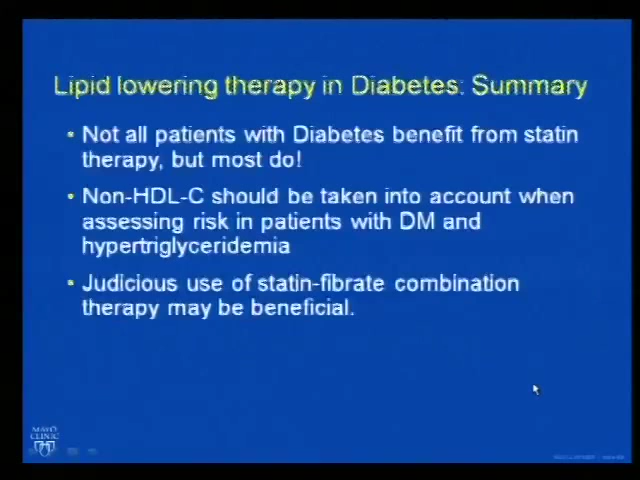 Lipid lowering therapy in Diabetes: Summary
• Not all patients with Diabetes benefit from statin
therapy, but most do!
• Non-HDL-C should be taken into account when
assessing risk in patients with DM and
hypertriglyceridemia
• Judicious use of statin-fibrate combination
therapy may be beneficial.
MAYO
CLINIC